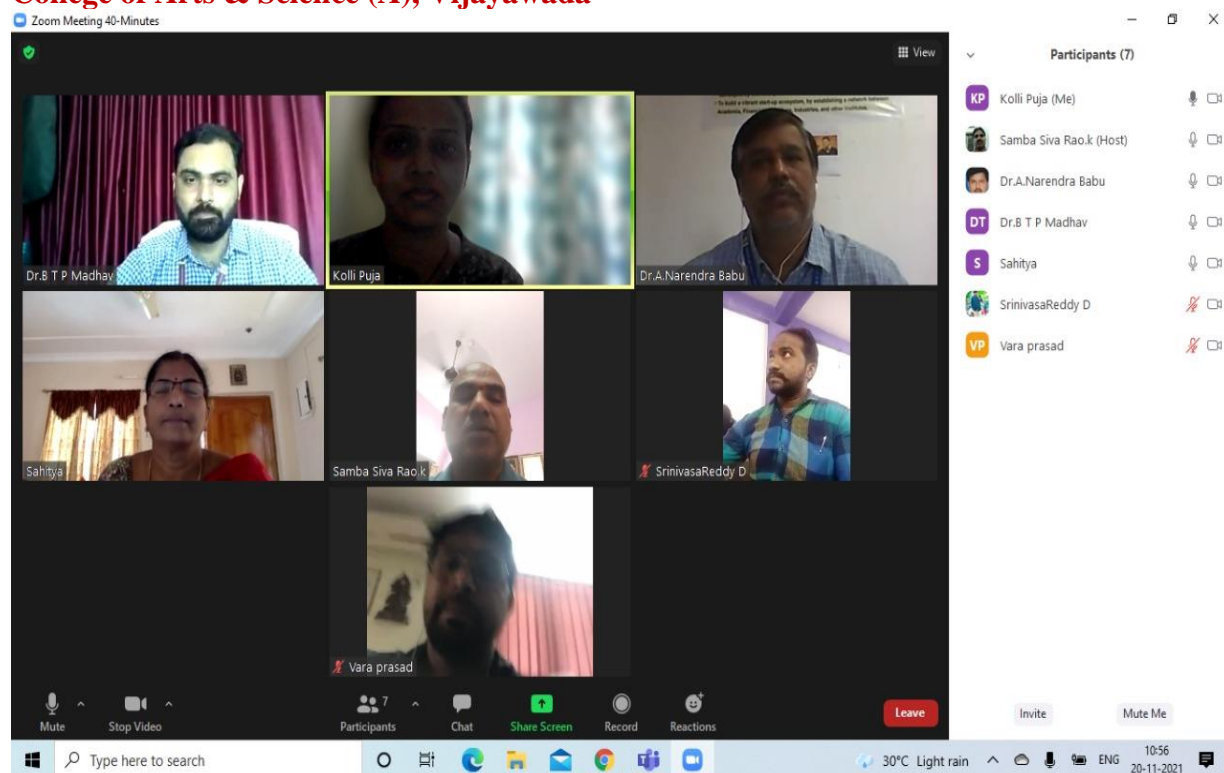 College of Arts & Science (A), Vijayawada
Zoom Meeting 40-Minutes
View
Dr.B T P Madhav
Kolli Puja
Dr.A.Narendra Babu
Sahitya
Samba Siva Rao.k
SrinivasaReddy D
Vara prasad
Participants (7)
KP Kolli Puja (Me)
Samba Siva Rao.k (Host)
Dr.A.Narendra Babu
DT Dr.B T P Madhav
S Sahitya
SrinivasaReddy D
VP Vara prasad
Mute
Stop Video
Participants 7
Chat
Share Screen
Record
Reactions
Leave
Invite
Mute Me
Type here to search
30°C Light rain
ENG
10:56
20-11-2021